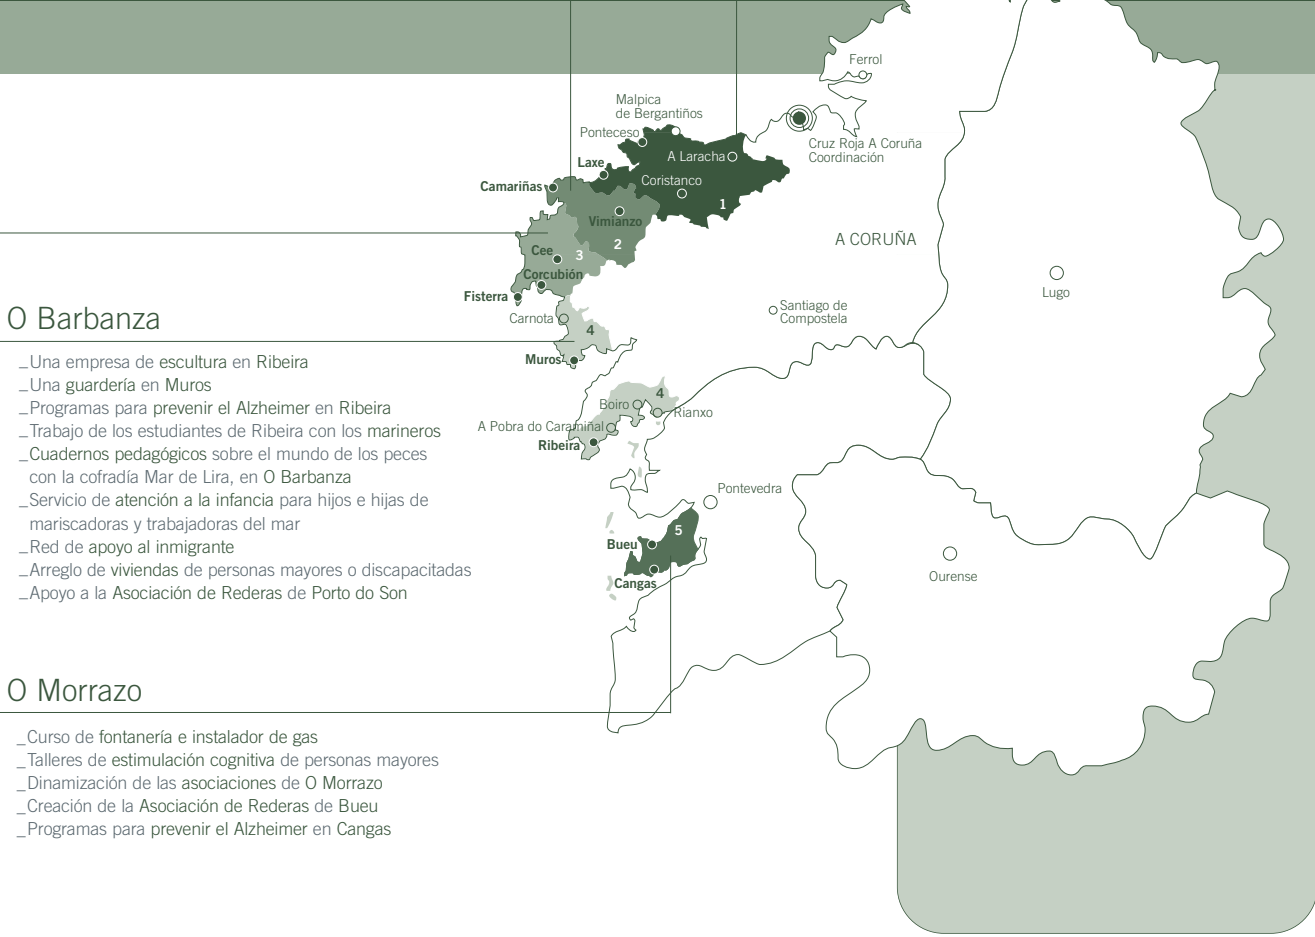 Ferrol
Malpica
de Bergantiños
Ponteceso
Cruz Roja A Coruña
Coordinación
A Laracha
Laxe
Coristanco
Camariñas
1
Vimianzo
A CORUÑA
2
Cee
3
Corcubión
Lugo
Fisterra
Santiago de
Compostela
Carnota
4
Muros
O Barbanza
_Una empresa de escultura en Ribeira
_Una guardería en Muros
_Programas para prevenir el Alzheimer en Ribeira
_Trabajo de los estudiantes de Ribeira con los marineros
_Cuadernos pedagógicos sobre el mundo de los peces
con la cofradía Mar de Lira, en O Barbanza
_Servicio de atención a la infancia para hijos e hijas de
mariscadoras y trabajadoras del mar
_Red de apoyo al inmigrante
_Arreglo de viviendas de personas mayores o discapacitadas
_Apoyo a la Asociación de Rederas de Porto do Son
4
Boiro
Rianxo
A Pobra do Caramiñal
Ribeira
Pontevedra
5
Bueu
Cangas
Ourense
O Morrazo
_Curso de fontanería e instalador de gas
_Talleres de estimulación cognitiva de personas mayores
_Dinamización de las asociaciones de O Morrazo
_Creación de la Asociación de Rederas de Bueu
_Programas para prevenir el Alzheimer en Cangas